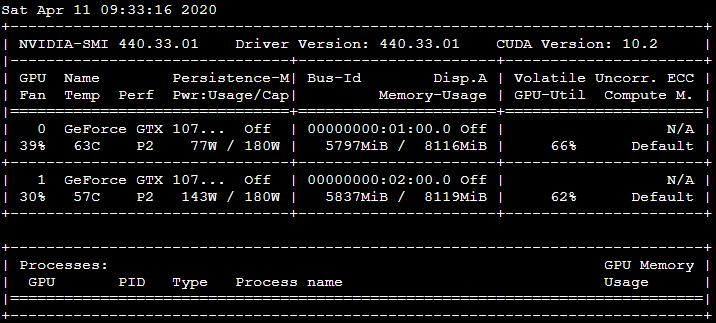 Sat Apr 11 09:33:16 2020
+-----------------------------------------------------------------------------+
| NVIDIA-SMI 440.33.01    Driver Version: 440.33.01    CUDA Version: 10.2     |
|-------------------------------+----------------------+----------------------+
| GPU  Name        Persistence-M| Bus-Id        Disp.A | Volatile Uncorr. ECC |
| Fan  Temp  Perf  Pwr:Usage/Cap|         Memory-Usage | GPU-Util  Compute M. |
|===============================+======================+======================|
|   0  GeForce GTX 107...  Off  | 00000000:01:00.0 Off |                  N/A |
| 39%   63C    P2    77W / 180W |   5797MiB /  8116MiB |     66%      Default |
+-------------------------------+----------------------+----------------------+
|   1  GeForce GTX 107...  Off  | 00000000:02:00.0 Off |                  N/A |
| 30%   57C    P2   143W / 180W |   5837MiB /  8119MiB |     62%      Default |
+-------------------------------+----------------------+----------------------+

+-----------------------------------------------------------------------------+
| Processes:                                                       GPU Memory |
|  GPU       PID   Type   Process name                             Usage      |
|=============================================================================|
+-----------------------------------------------------------------------------+